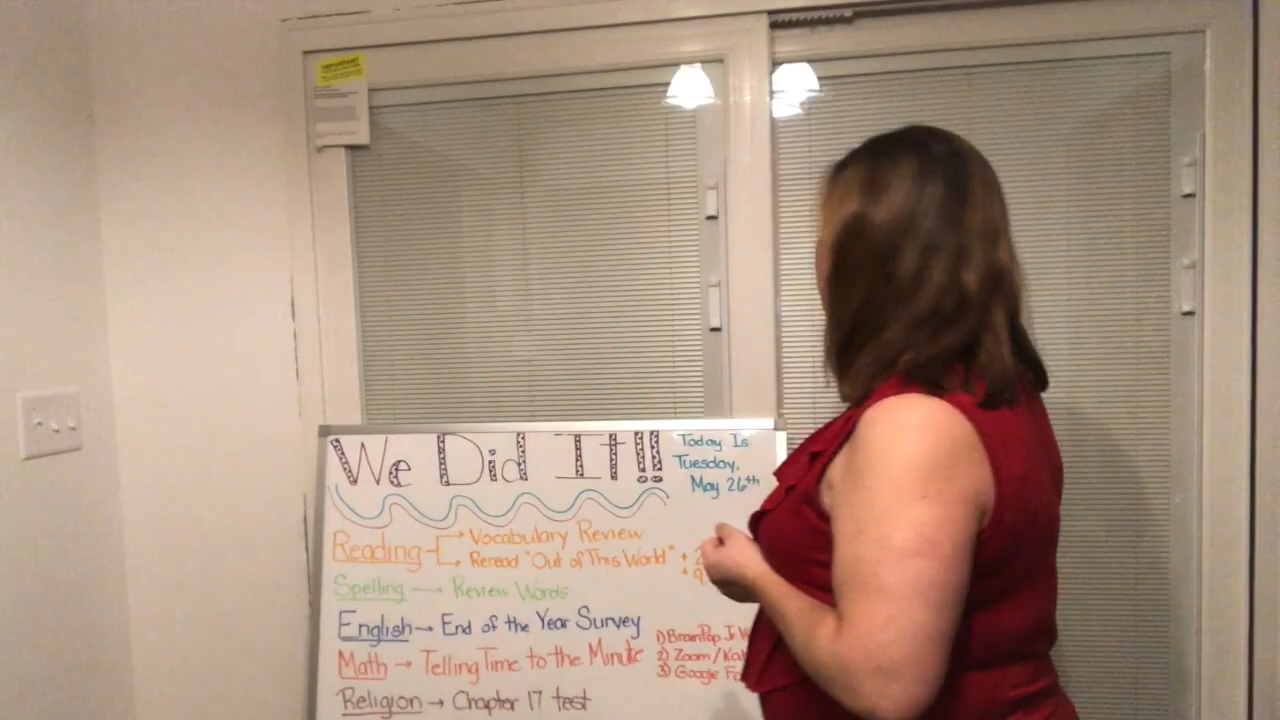 IMPORTANT
We Did It!!
Today Is
Tuesday,
May 26th
Reading → Vocabulary Review
→ Reread "Out of This World" +
+
Spelling → Review Words
English → End of the Year Survey
Math → Telling Time to the Minute
1) BrainPop Jr.
2) Zoom /
3) Google
Religion → Chapter 17 test